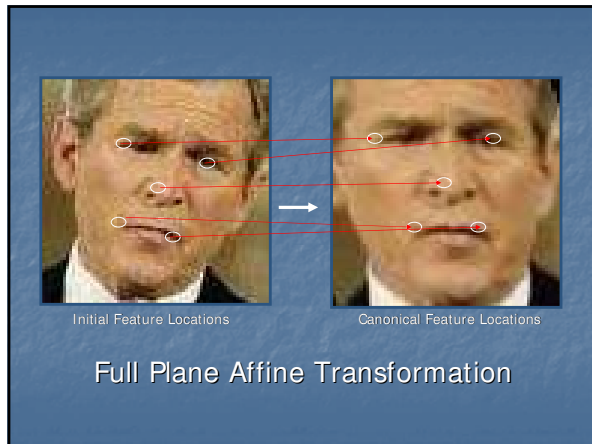 Initial Feature Locations
Canonical Feature Locations
Full Plane Affine Transformation